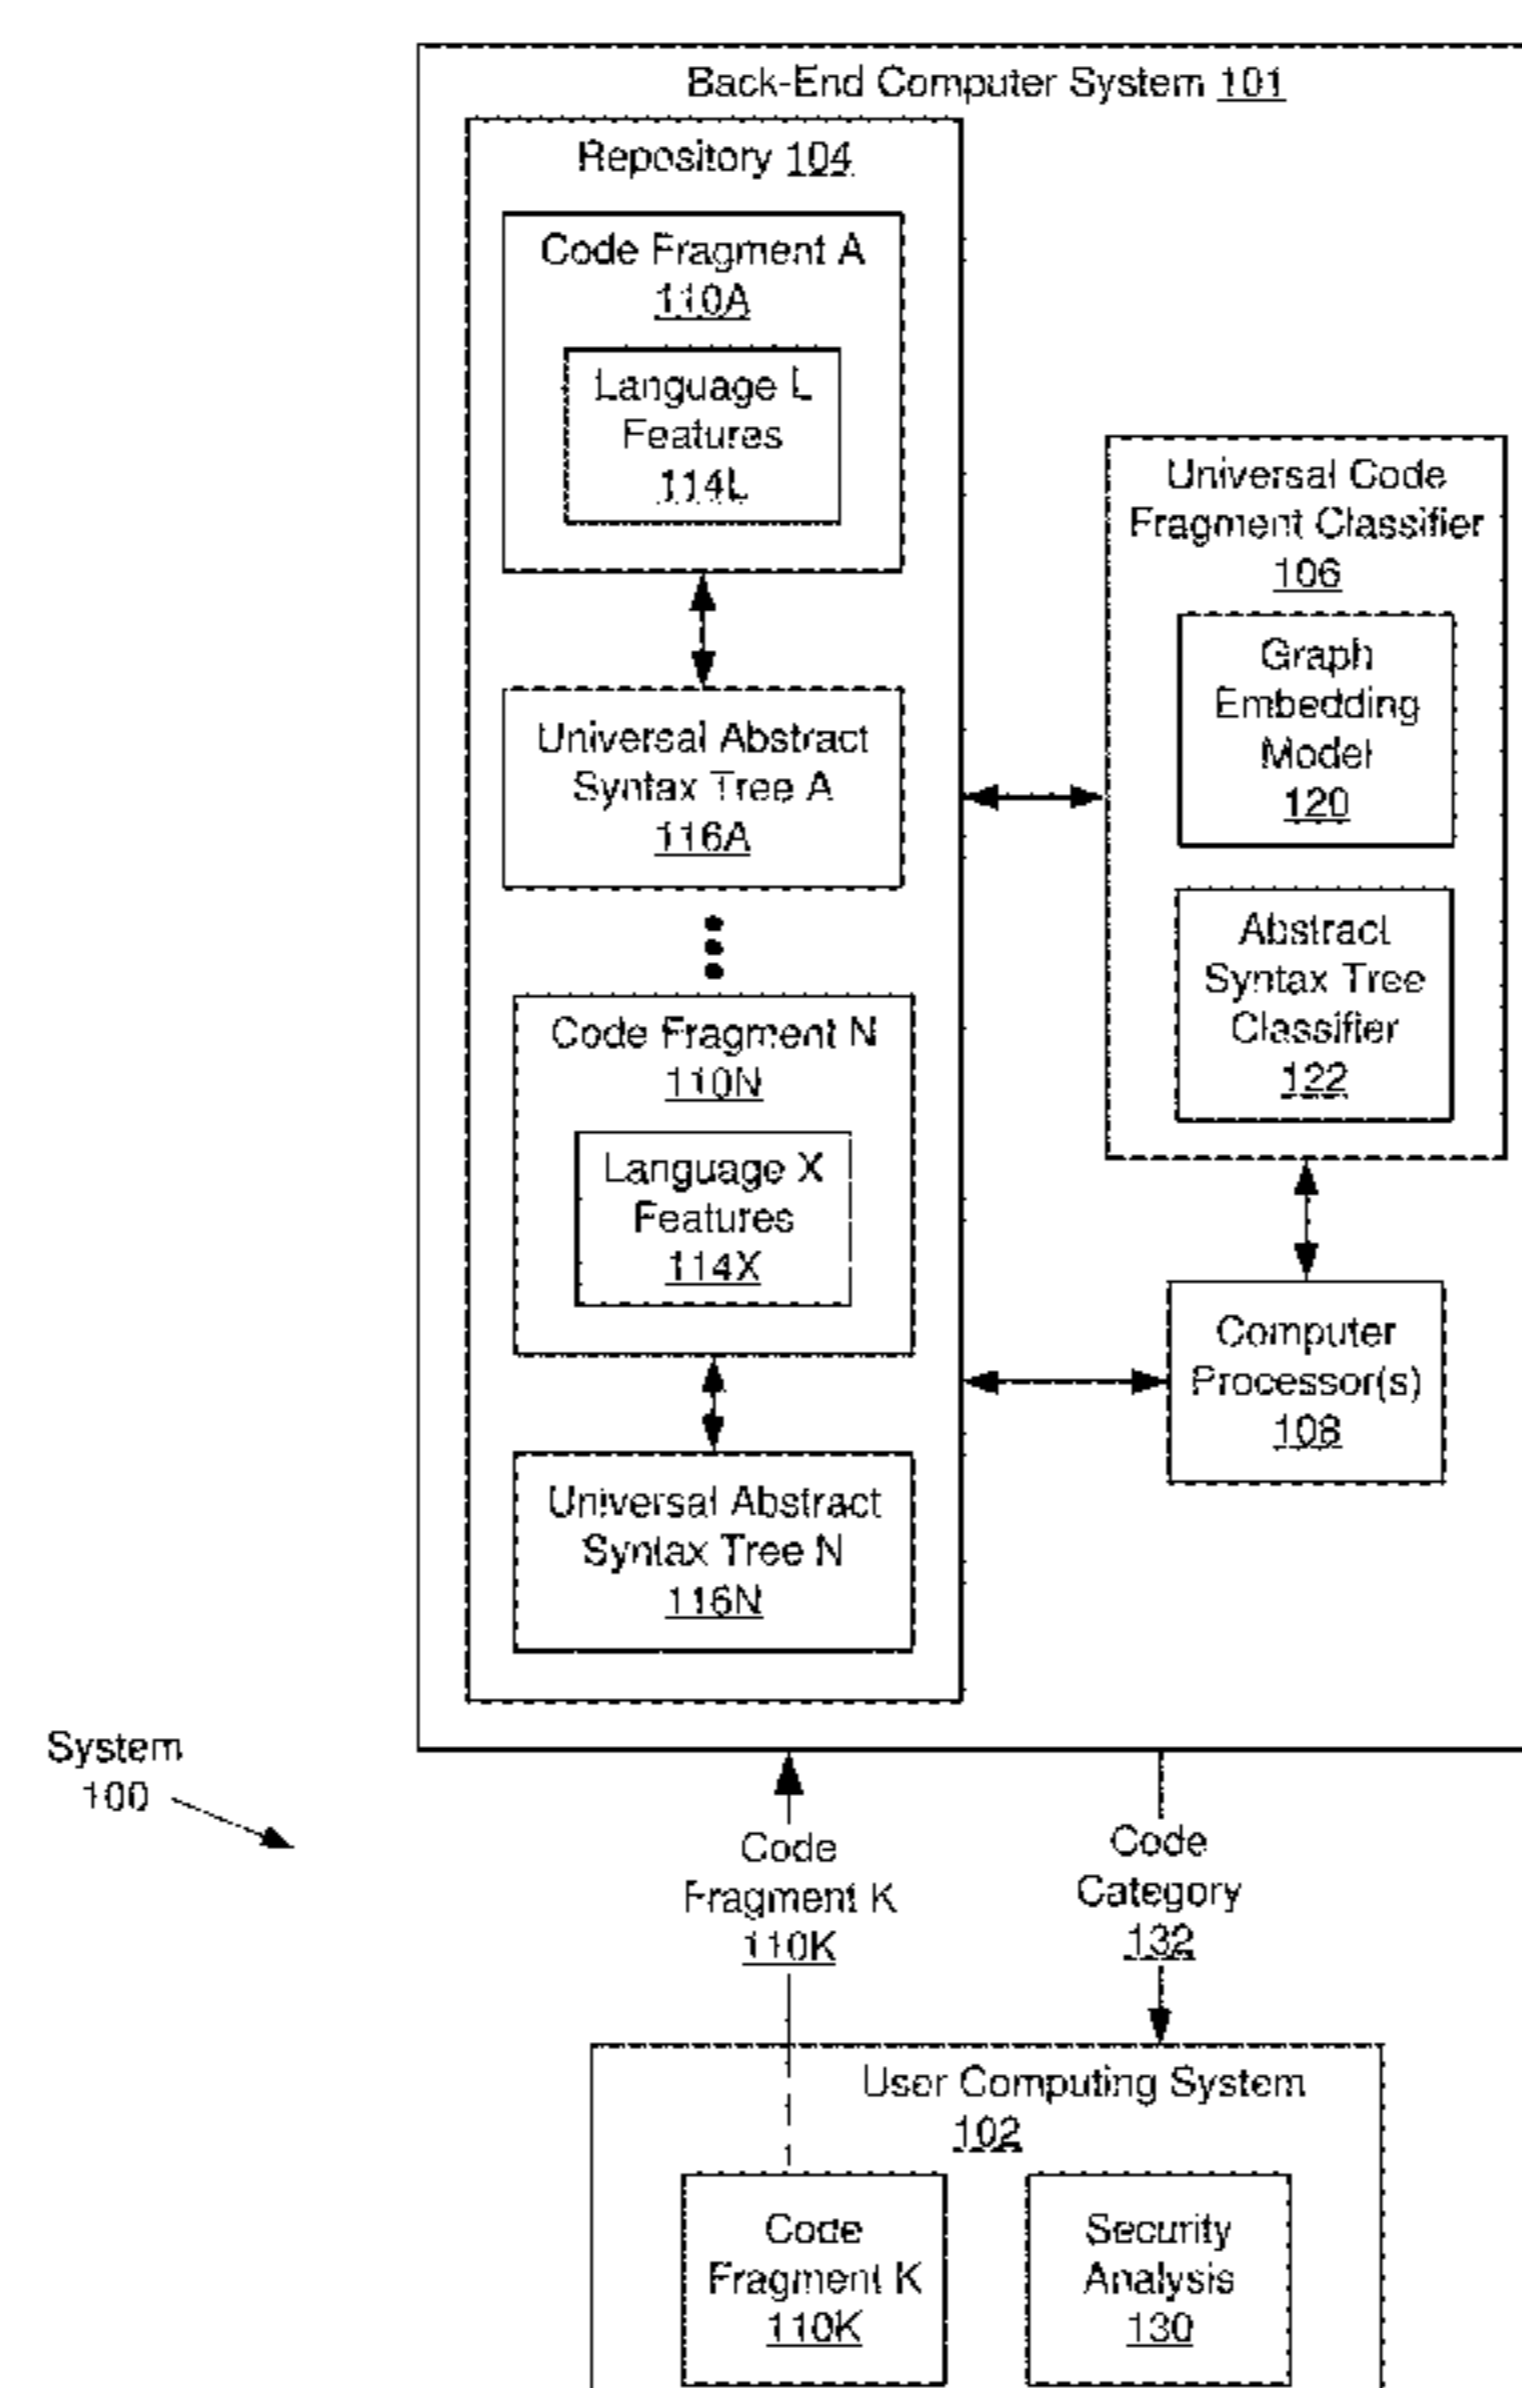 Back-End Computer System 101
Repository 104
Code Fragment A
110A
Language L
Features
114L
Universal Abstract
Syntax Tree A
116A
Code Fragment N
110N
Language X
Features
114X
Universal Abstract
Syntax Tree N
116N
Universal Code
Fragment Classifier
106
Graph
Embedding
Model
120
Abstract
Syntax Tree
Classifier
122
Computer
Processor(s)
108
System
100
Code
Fragment K
110K
Code
Category
132
User Computing System
102
Code
Fragment K
110K
Security
Analysis
130